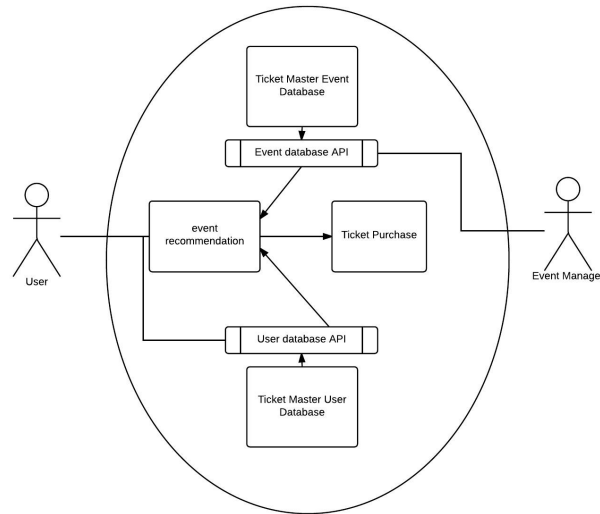 Ticket Master Event
Database
Event database API
event
recommendation
Ticket Purchase
User
Event Manage
User database API
Ticket Master User
Database